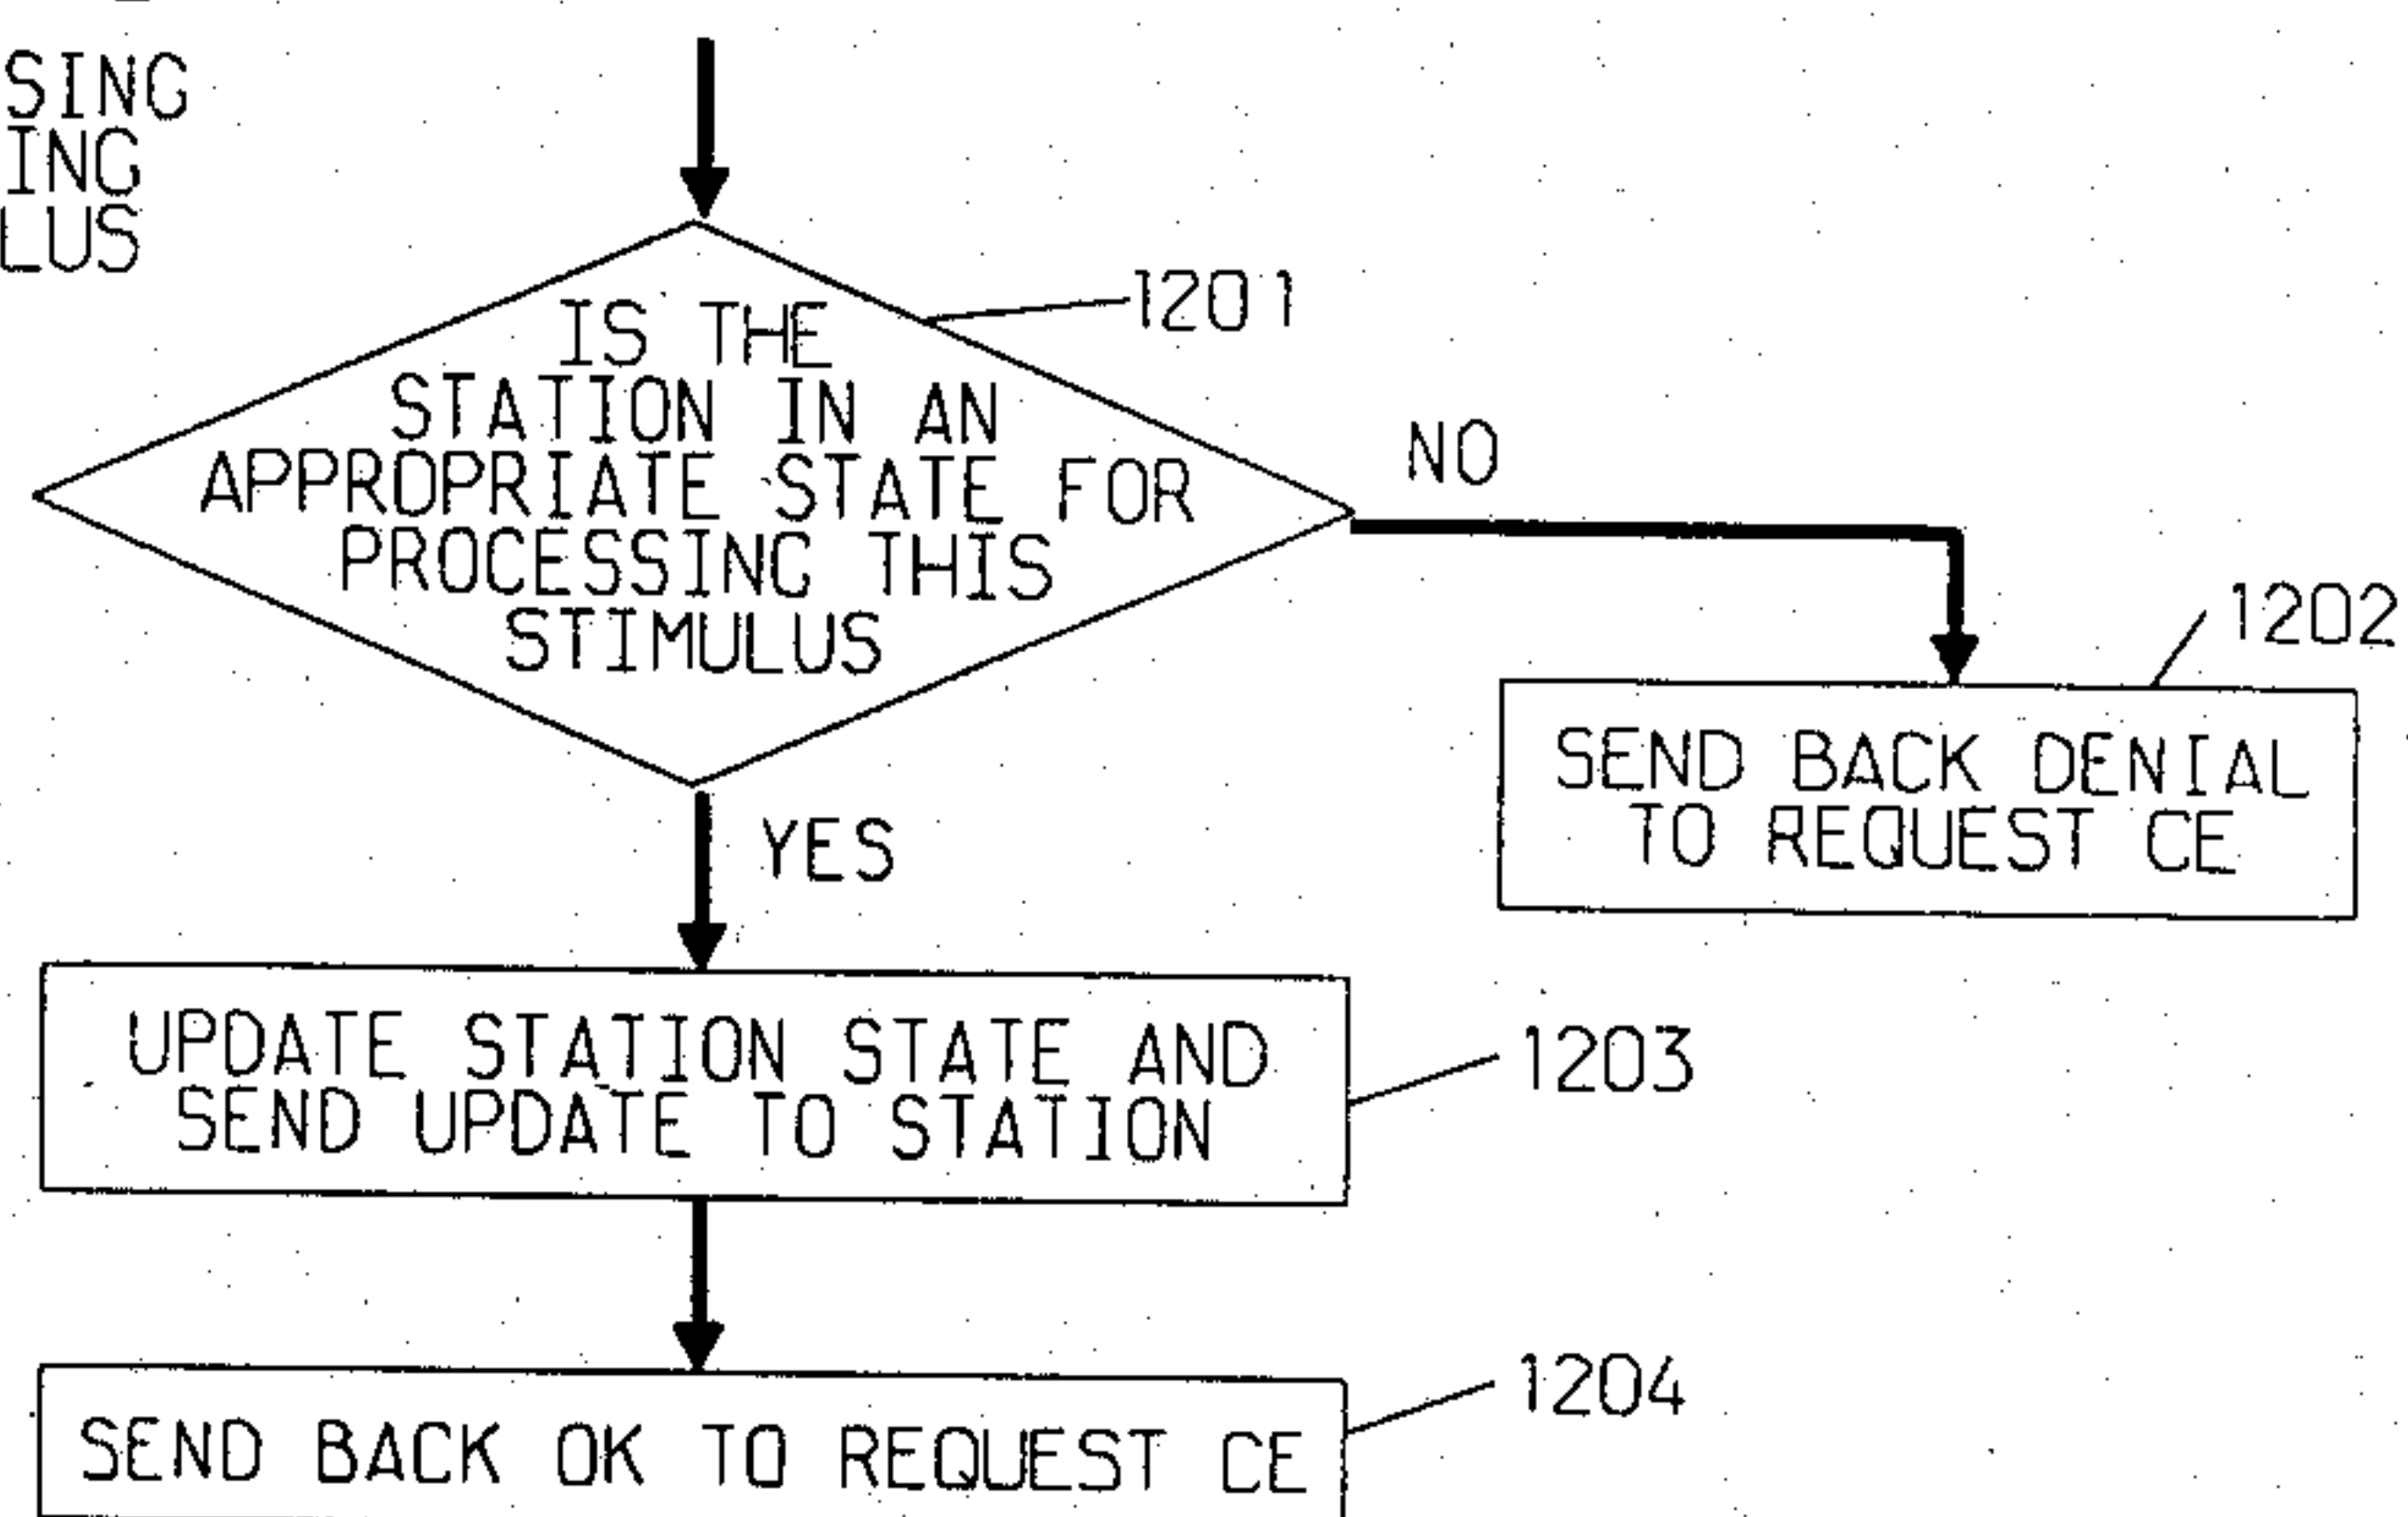 SING
ING
LUS
1201
IS THE
STATION IN AN
APPROPRIATE STATE FOR
PROCESSING THIS
STIMULUS
NO
1202
SEND BACK DENIAL
TO REQUEST CE
YES
UPDATE STATION STATE AND
SEND UPDATE TO STATION
1203
SEND BACK OK TO REQUEST CE
1204